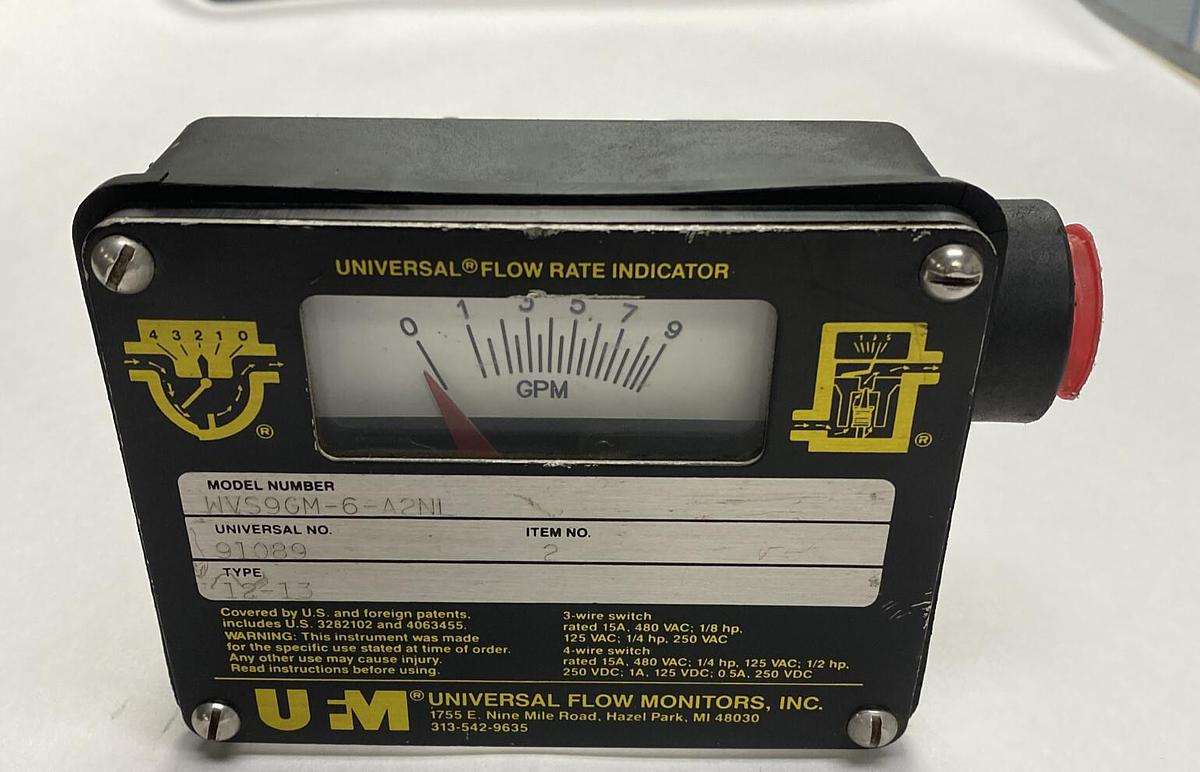 UNIVERSAL® FLOW RATE INDICATOR
0 1 3 5 7 9
GPM
4 3 2 1 0
®
1 3 5
®
MODEL NUMBER
WVS9GM-6-A2NL
UNIVERSAL NO. ITEM NO.
91089 2
TYPE
12-13
Covered by U.S. and foreign patents.
includes U.S. 3282102 and 4063455.
WARNING: This instrument was made
for the specific use stated at time of order.
Any other use may cause injury.
Read instructions before using.
3-wire switch
rated 15A, 480 VAC; 1/8 hp,
125 VAC; 1/4 hp, 250 VAC
4-wire switch
rated 15A, 480 VAC; 1/4 hp, 125 VAC; 1/2 hp,
250 VDC; 1A, 125 VDC; 0.5A, 250 VDC
UFM® UNIVERSAL FLOW MONITORS, INC.
1755 E. Nine Mile Road, Hazel Park, MI 48030
313-542-9635